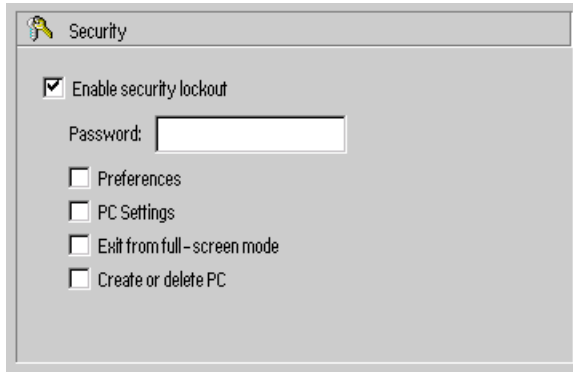 Security
Enable security lockout
Password:
Preferences
PC Settings
Exit from full-screen mode
Create or delete PC